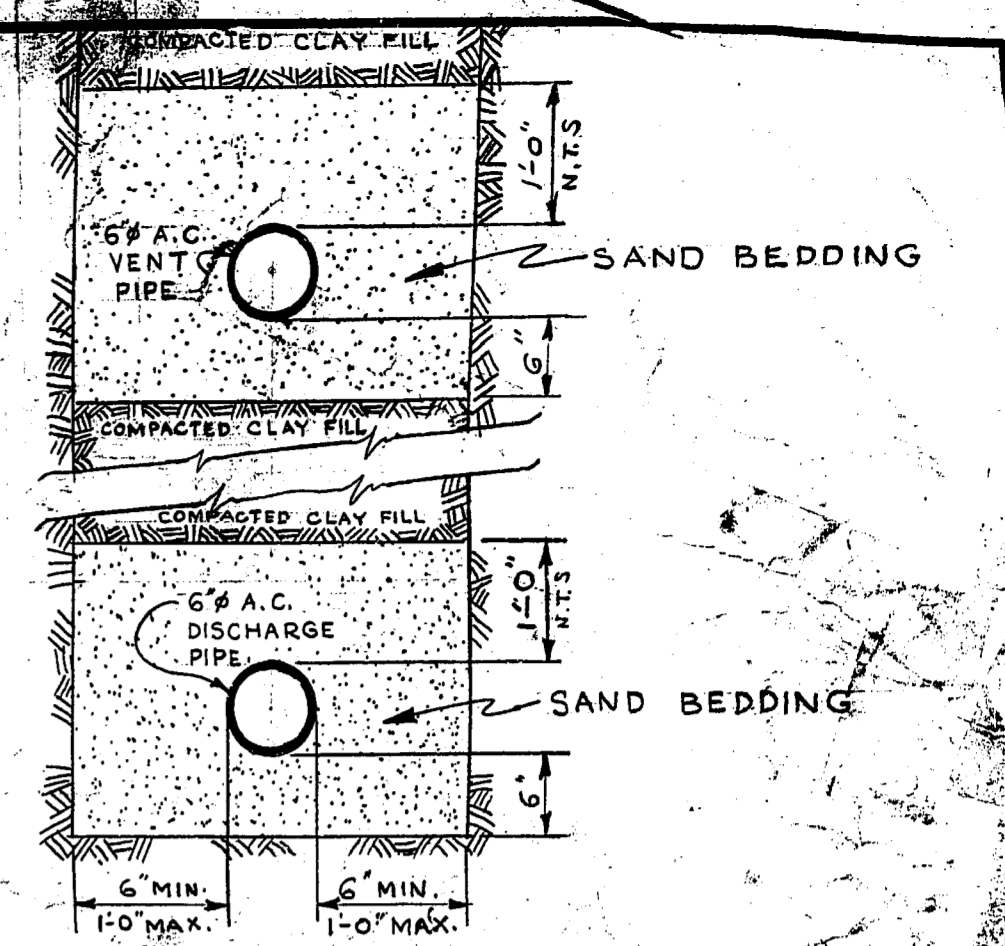 COMPACTED CLAY FILL
1'-0"
N.T.S
6"Ø A.C.
VENT
PIPE
SAND BEDDING
6"
COMPACTED CLAY FILL
COMPACTED CLAY FILL
1'-0"
N.T.S
6"Ø A.C.
DISCHARGE
PIPE
SAND BEDDING
6"
6" MIN.
1'-0" MAX.
6" MIN.
1'-0" MAX.